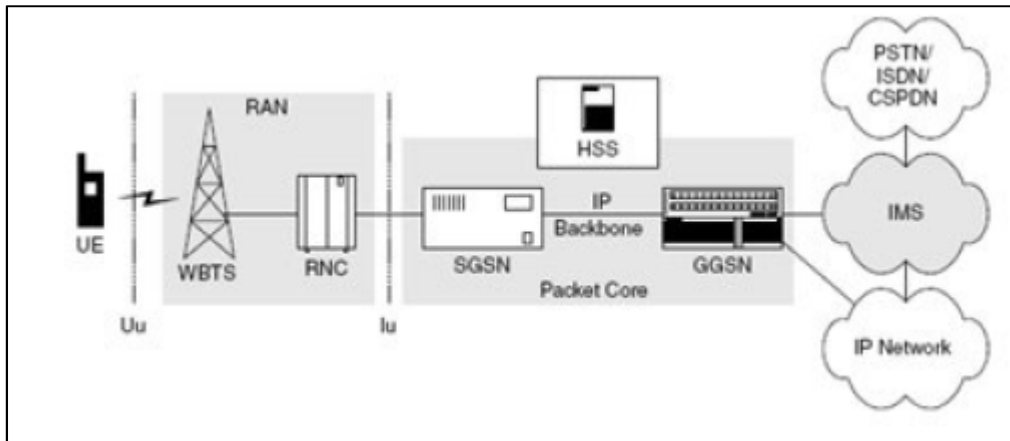 PSTN/
ISDN/
CSPDN
RAN
HSS
UE
WBTS
RNC
SGSN
IP
Backbone
GGSN
IMS
Packet Core
Uu
Iu
IP Network